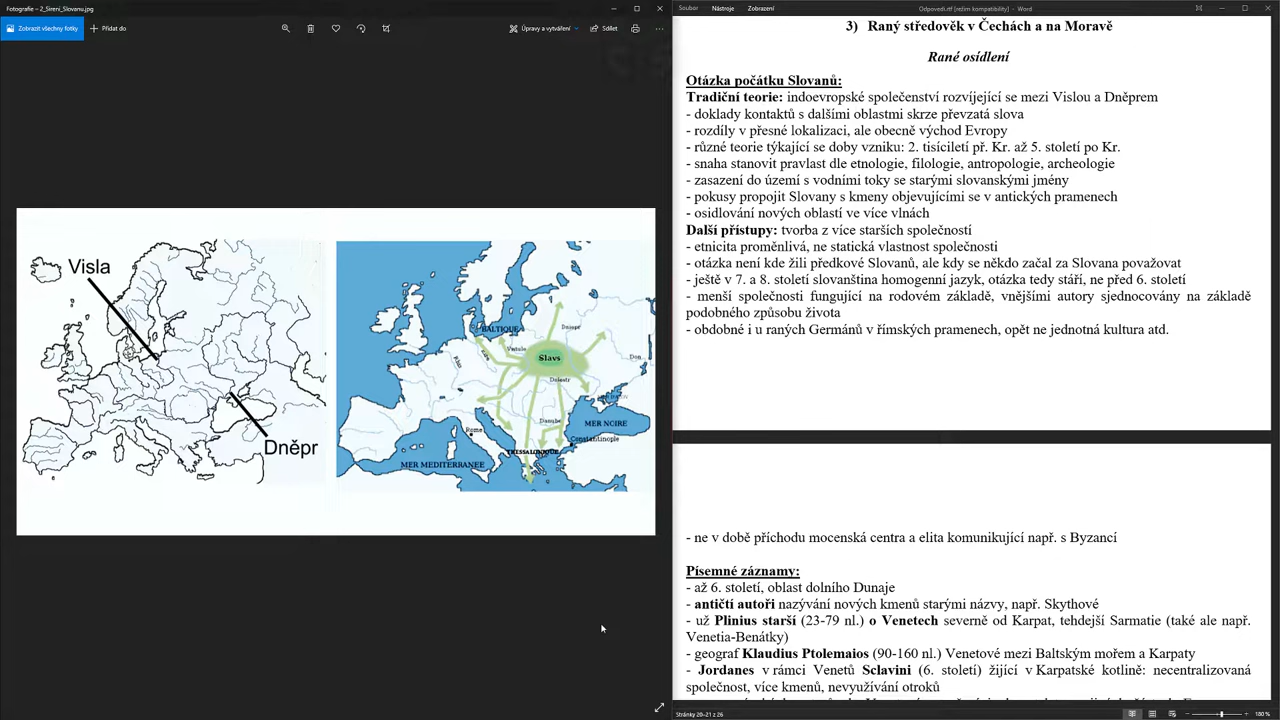 Fotografie – 2_Sireni_Slovanu.jpg
Zobrazit všechny fotky
Přidat do
Úpravy a vytváření
Sdílet
Visla
Dněpr
BALTIQUE
Dniepr
Vistule
Elbe
Rhin
Slavs
Don
Dniestr
Danube
MER NOIRE
Rome
Constantinople
THESSALONIQUE
MER MEDITERRANEE
Soubor
Nástroje
Zobrazení
Odpovedi.rtf [režim kompatibility] - Word
3) Raný středověk v Čechách a na Moravě
Rané osídlení
Otázka počátku Slovanů:
Tradiční teorie: indoevropské společenství rozvíjející se mezi Vislou a Dněprem
- doklady kontaktů s dalšími oblastmi skrze převzatá slova
- rozdíly v přesné lokalizaci, ale obecně východ Evropy
- různé teorie týkající se doby vzniku: 2. tisíciletí př. Kr. až 5. století po Kr.
- snaha stanovit pravlast dle etnologie, filologie, antropologie, archeologie
- zasazení do území s vodními toky se starými slovanskými jmény
- pokusy propojit Slovany s kmeny objevujícími se v antických pramenech
- osidlování nových oblastí ve více vlnách
Další přístupy: tvorba z více starších společností
- etnicita proměnlivá, ne statická vlastnost společnosti
- otázka není kde žili předkové Slovanů, ale kdy se někdo začal za Slovana považovat
- ještě v 7. a 8. století slovanština homogenní jazyk, otázka tedy stáří, ne před 6. století
- menší společnosti fungující na rodovém základě, vnějšími autory sjednocovány na základě
podobného způsobu života
- obdobné i u raných Germánů v římských pramenech, opět ne jednotná kultura atd.
- ne v době příchodu mocenská centra a elita komunikující např. s Byzancí
Písemné záznamy:
- až 6. století, oblast dolního Dunaje
- antičtí autoři nazývání nových kmenů starými názvy, např. Skythové
- už Plinius starší (23-79 nl.) o Venetech severně od Karpat, tehdejší Sarmatie (také ale např.
Venetia-Benátky)
- geograf Klaudius Ptolemaios (90-160 nl.) Venetové mezi Baltským mořem a Karpaty
- Jordanes v rámci Venetů Sclavini (6. století) žijící v Karpatské kotlině: necentralizovaná
společnost, více kmenů, nevyužívání otroků
Stránky 20–21 z 26
180 %